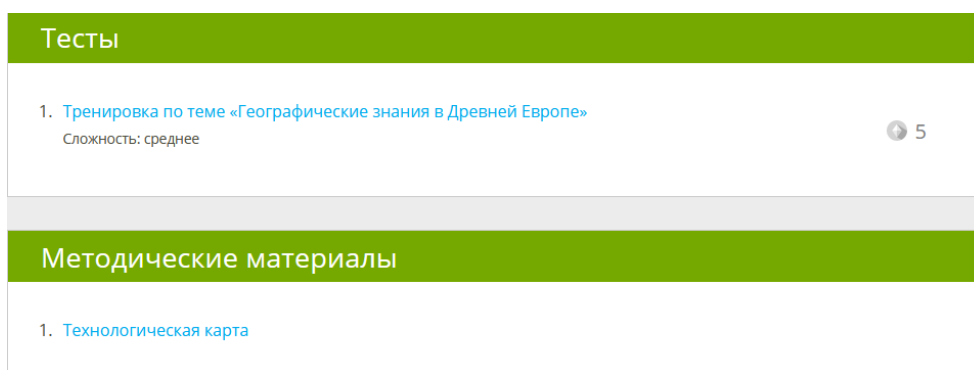 Тесты
1. Тренировка по теме «Географические знания в Древней Европе»
Сложность: среднее
5
Методические материалы
1. Технологическая карта